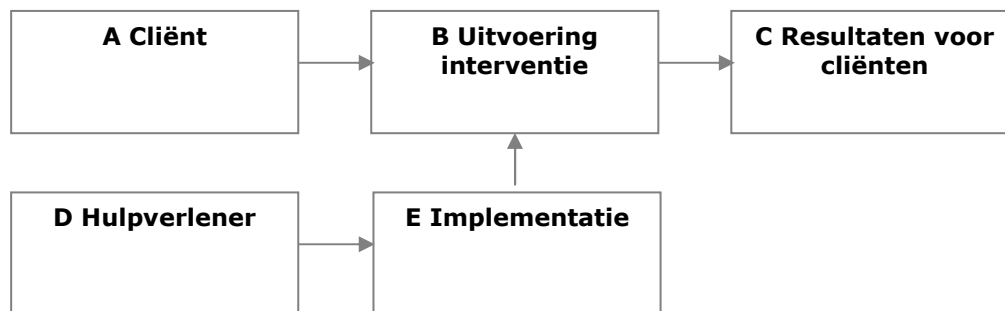 A Cliënt
B Uitvoering
interventie
C Resultaten voor
cliënten
D Hulpverlener
E Implementatie